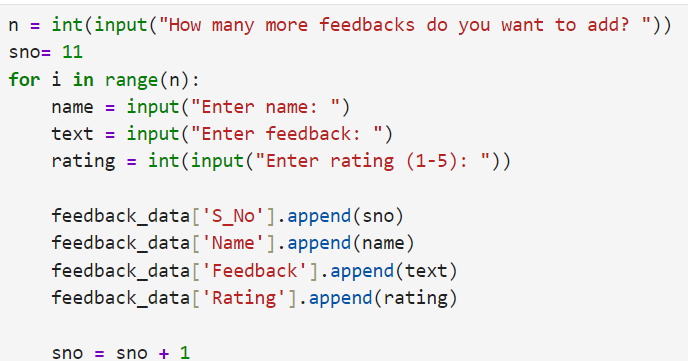 n = int(input("How many more feedbacks do you want to add? "))
sno= 11
for i in range(n):
    name = input("Enter name: ")
    text = input("Enter feedback: ")
    rating = int(input("Enter rating (1-5): "))

    feedback_data['S_No'].append(sno)
    feedback_data['Name'].append(name)
    feedback_data['Feedback'].append(text)
    feedback_data['Rating'].append(rating)

    sno = sno + 1